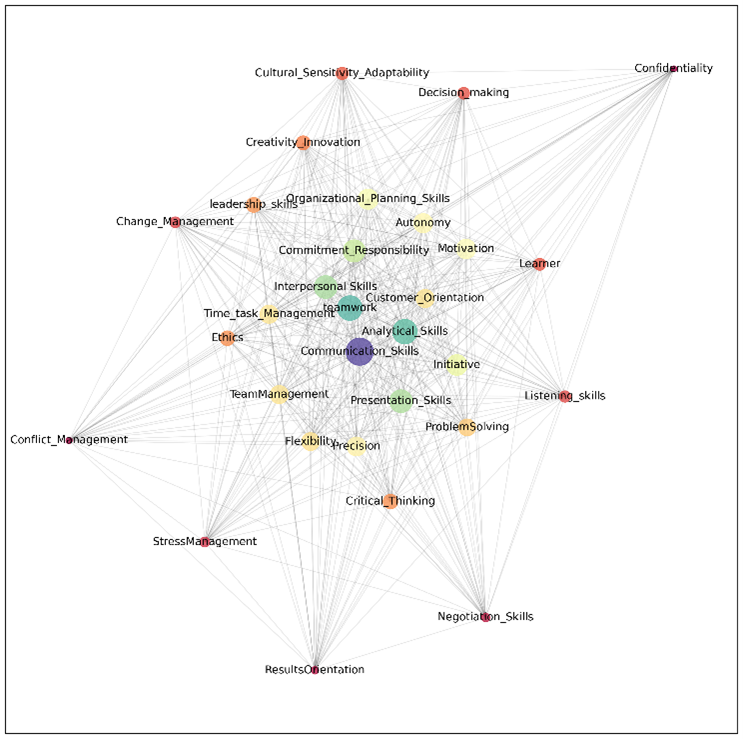 Confidentiality
Cultural_Sensitivity_Adaptability
Decision_making
Creativity_Innovation
Organizational_Planning_Skills
leadership_skills
Change_Management
Autonomy
Commitment_Responsibility
Motivation
Learner
Interpersonal Skills
Customer_Orientation
teamwork
Time_task_Management
Analytical_Skills
Ethics
Communication_Skills
Initiative
TeamManagement
Listening_skills
Presentation_Skills
ProblemSolving
Conflict_Management
Flexibility
Precision
Critical_Thinking
StressManagement
Negotiation_Skills
ResultsOrientation